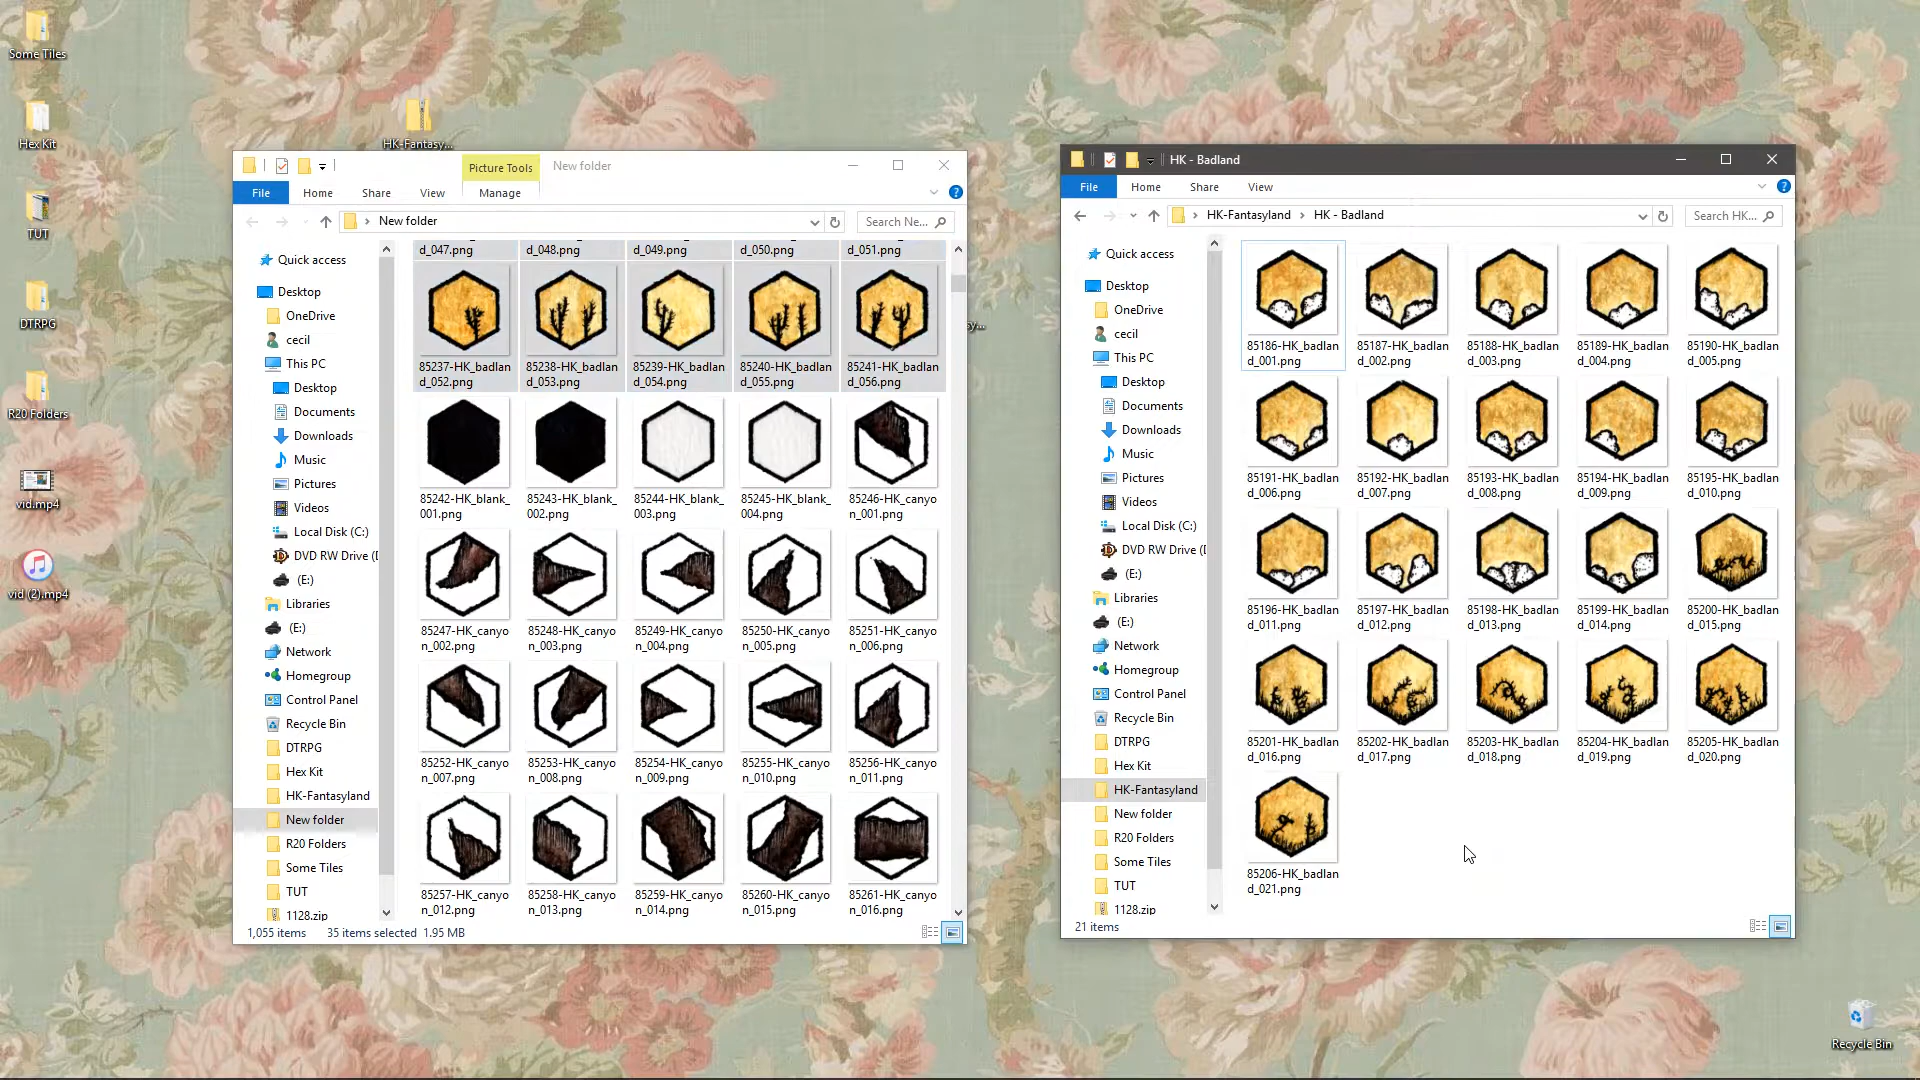 Some Tiles
Hex Kit
TUT
DTRPG
R20 Folders
vid.mp4
vid (2).mp4
HK-Fantasy...
Picture Tools
New folder
File
Home
Share
View
Manage
New folder
Search Ne...
Quick access
Desktop
OneDrive
cecil
This PC
Desktop
Documents
Downloads
Music
Pictures
Videos
Local Disk (C:)
DVD RW Drive (D
(E:)
Libraries
(E:)
Network
Homegroup
Control Panel
Recycle Bin
DTRPG
Hex Kit
HK-Fantasyland
New folder
R20 Folders
Some Tiles
TUT
1128.zip
d_047.png
d_048.png
d_049.png
d_050.png
d_051.png
85237-HK_badlan
d_052.png
85238-HK_badlan
d_053.png
85239-HK_badlan
d_054.png
85240-HK_badlan
d_055.png
85241-HK_badlan
d_056.png
85242-HK_blank_
001.png
85243-HK_blank_
002.png
85244-HK_blank_
003.png
85245-HK_blank_
004.png
85246-HK_canyo
n_001.png
85247-HK_canyo
n_002.png
85248-HK_canyo
n_003.png
85249-HK_canyo
n_004.png
85250-HK_canyo
n_005.png
85251-HK_canyo
n_006.png
85252-HK_canyo
n_007.png
85253-HK_canyo
n_008.png
85254-HK_canyo
n_009.png
85255-HK_canyo
n_010.png
85256-HK_canyo
n_011.png
85257-HK_canyo
n_012.png
85258-HK_canyo
n_013.png
85259-HK_canyo
n_014.png
85260-HK_canyo
n_015.png
85261-HK_canyo
n_016.png
1,055 items
35 items selected 1.95 MB
sy...
HK - Badland
File
Home
Share
View
HK-Fantasyland
HK - Badland
Search HK...
Quick access
Desktop
OneDrive
cecil
This PC
Desktop
Documents
Downloads
Music
Pictures
Videos
Local Disk (C:)
DVD RW Drive (D
(E:)
Libraries
(E:)
Network
Homegroup
Control Panel
Recycle Bin
DTRPG
Hex Kit
HK-Fantasyland
New folder
R20 Folders
Some Tiles
TUT
1128.zip
85186-HK_badlan
d_001.png
85187-HK_badlan
d_002.png
85188-HK_badlan
d_003.png
85189-HK_badlan
d_004.png
85190-HK_badlan
d_005.png
85191-HK_badlan
d_006.png
85192-HK_badlan
d_007.png
85193-HK_badlan
d_008.png
85194-HK_badlan
d_009.png
85195-HK_badlan
d_010.png
85196-HK_badlan
d_011.png
85197-HK_badlan
d_012.png
85198-HK_badlan
d_013.png
85199-HK_badlan
d_014.png
85200-HK_badlan
d_015.png
85201-HK_badlan
d_016.png
85202-HK_badlan
d_017.png
85203-HK_badlan
d_018.png
85204-HK_badlan
d_019.png
85205-HK_badlan
d_020.png
85206-HK_badlan
d_021.png
21 items
Recycle Bin